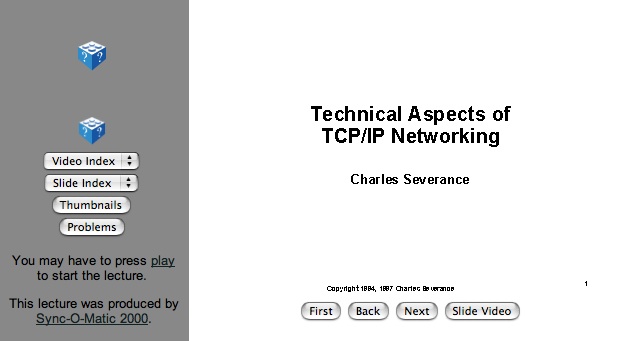 ? ?
? ?
Video Index
Slide Index
Thumbnails
Problems
You may have to press play
to start the lecture.
This lecture was produced by
Sync-O-Matic 2000.
Technical Aspects of
TCP/IP Networking
Charles Severance
Copyright 1994, 1997 Charles Severance
1
First Back Next Slide Video